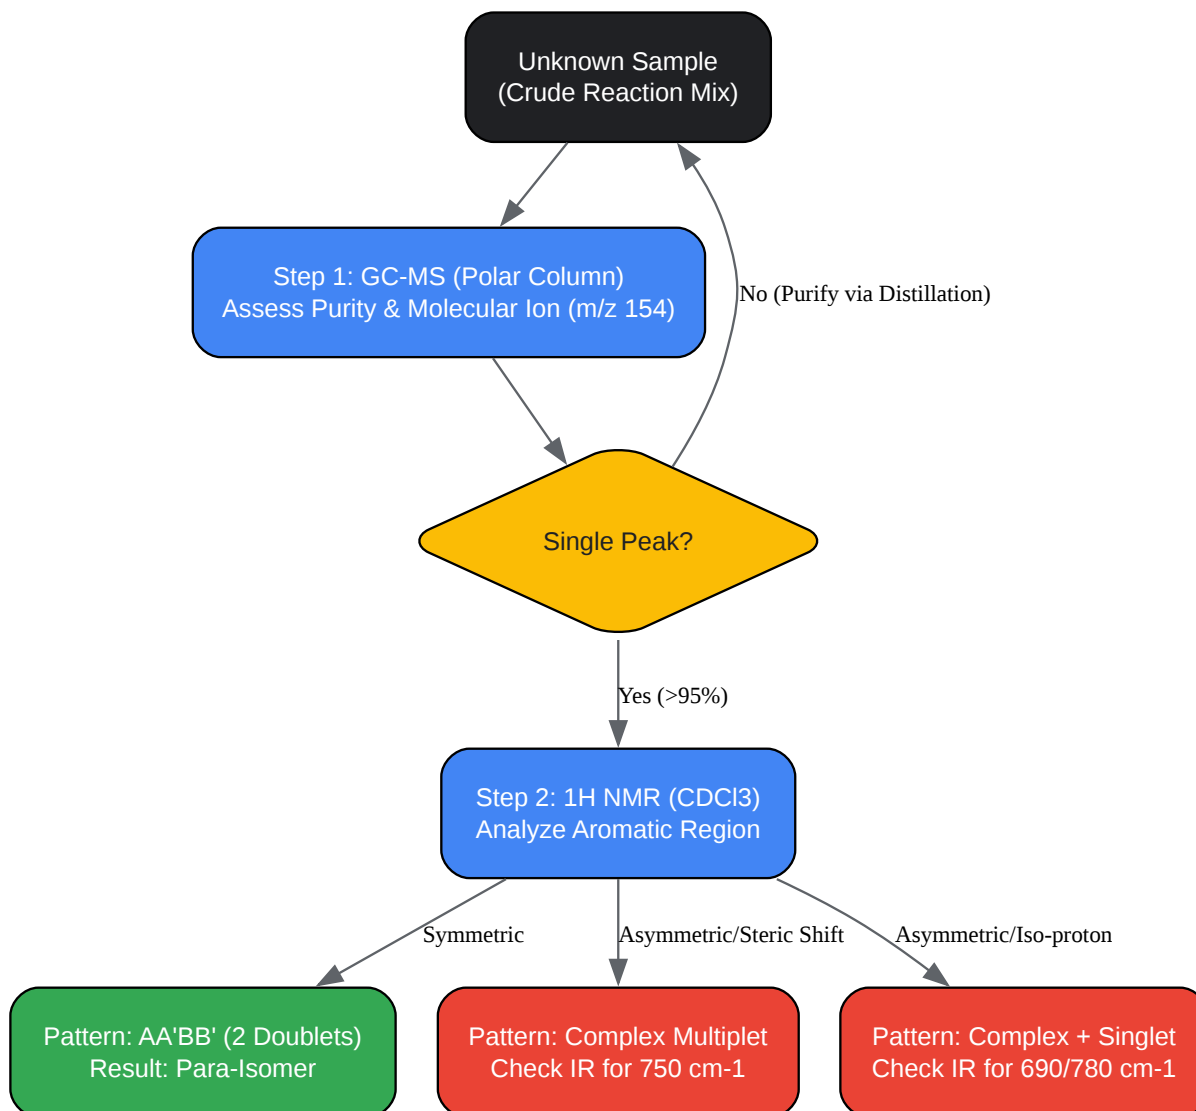 Unknown Sample
(Crude Reaction Mix)
Step 1: GC-MS (Polar Column)
Assess Purity & Molecular Ion (m/z 154)
No (Purify via Distillation)
Single Peak?
Yes (>95%)
Step 2: 1H NMR (CDCl3)
Analyze Aromatic Region
Symmetric
Asymmetric/Steric Shift
Asymmetric/Iso-proton
Pattern: AA'BB' (2 Doublets)
Result: Para-Isomer
Pattern: Complex Multiplet
Check IR for 750 cm-1
Pattern: Complex + Singlet
Check IR for 690/780 cm-1